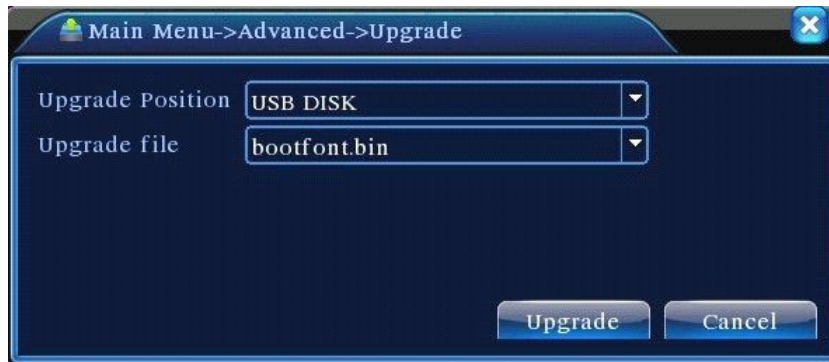 Main Menu->Advanced->Upgrade
Upgrade Position USB DISK
Upgrade file bootfont.bin
Upgrade Cancel